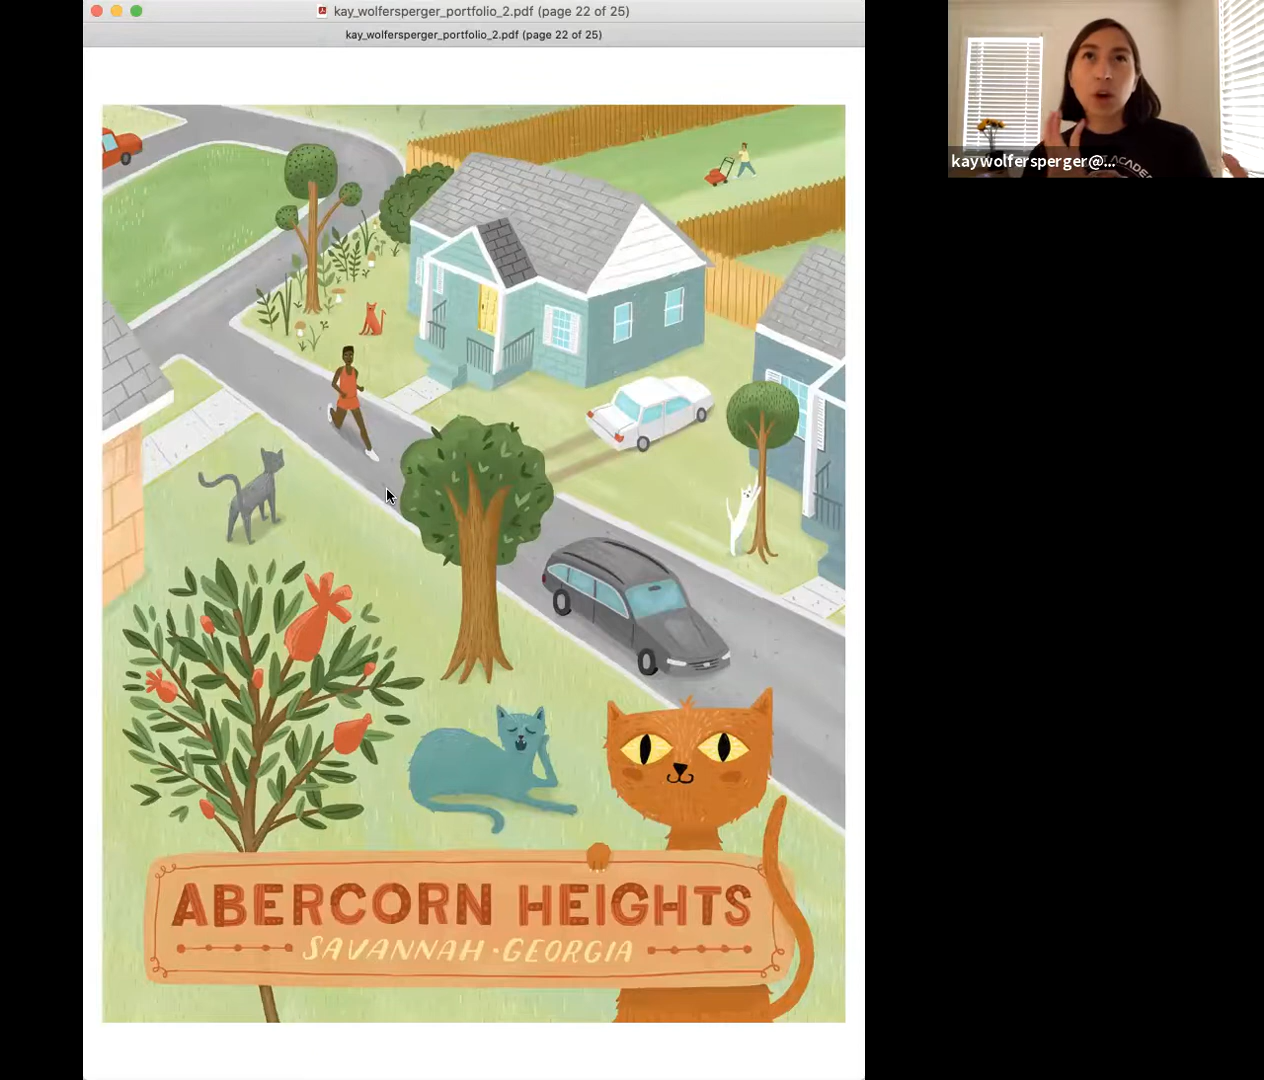 kay_wolfersperger_portfolio_2.pdf (page 22 of 25)
kay_wolfersperger_portfolio_2.pdf (page 22 of 25)
kaywolfersperger@...
ABERCORN HEIGHTS
SAVANNAH · GEORGIA